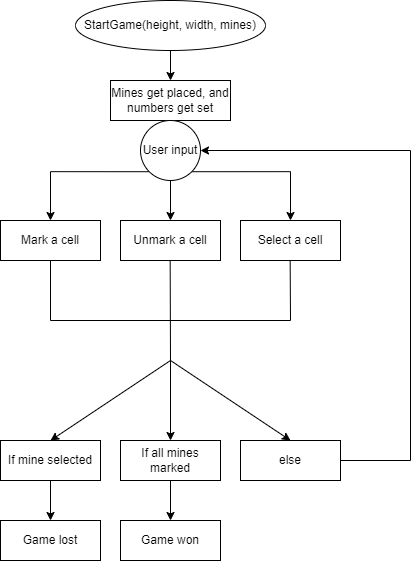 StartGame(height, width, mines)
Mines get placed, and
numbers get set
User input
Mark a cell
Unmark a cell
Select a cell
If mine selected
If all mines
marked
else
Game lost
Game won